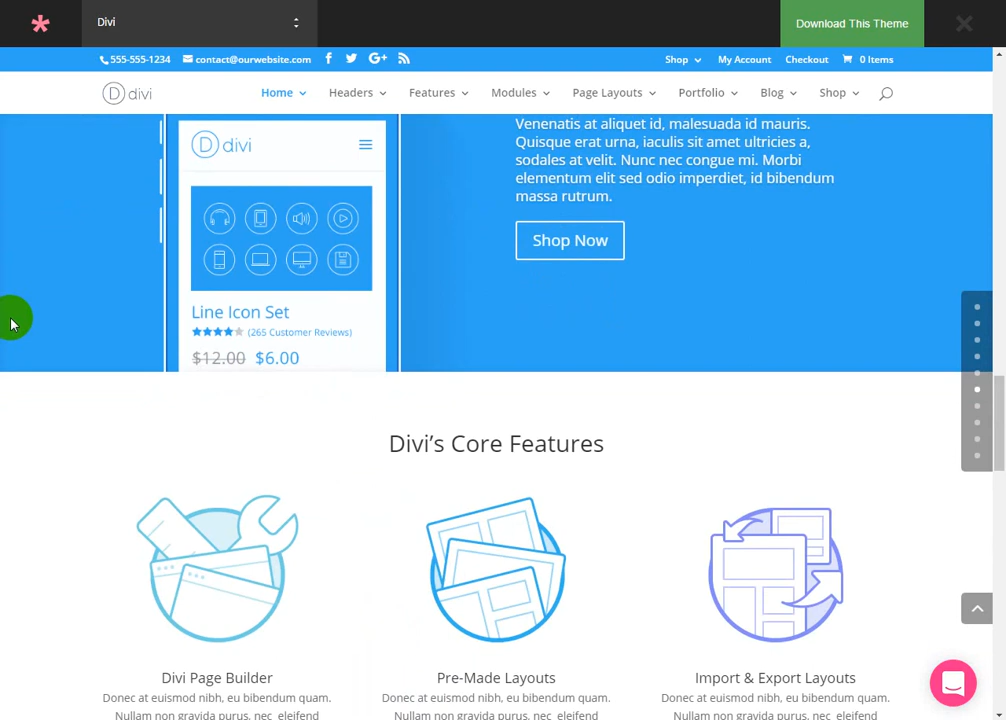 Divi
Download This Theme
555-555-1234
contact@ourwebsite.com
Shop
My Account
Checkout
0 Items
D divi
Home
Headers
Features
Modules
Page Layouts
Portfolio
Blog
Shop
Venenatis at aliquet id, malesuada id mauris.
Quisque erat urna, iaculis sit amet ultricies a,
sodales at velit. Nunc nec congue mi. Morbi
elementum elit sed odio imperdiet, id bibendum
massa rutrum.
Shop Now
D divi
Line Icon Set
(265 Customer Reviews)
$12.00 $6.00
Divi’s Core Features
Divi Page Builder
Donec at euismod nibh, eu bibendum quam.
Nullam non gravida purus, nec eleifend
Pre-Made Layouts
Donec at euismod nibh, eu bibendum quam.
Nullam non gravida purus, nec eleifend
Import & Export Layouts
Donec at euismod nibh, eu bibendum quam.
Nullam non gravida purus, nec eleifend